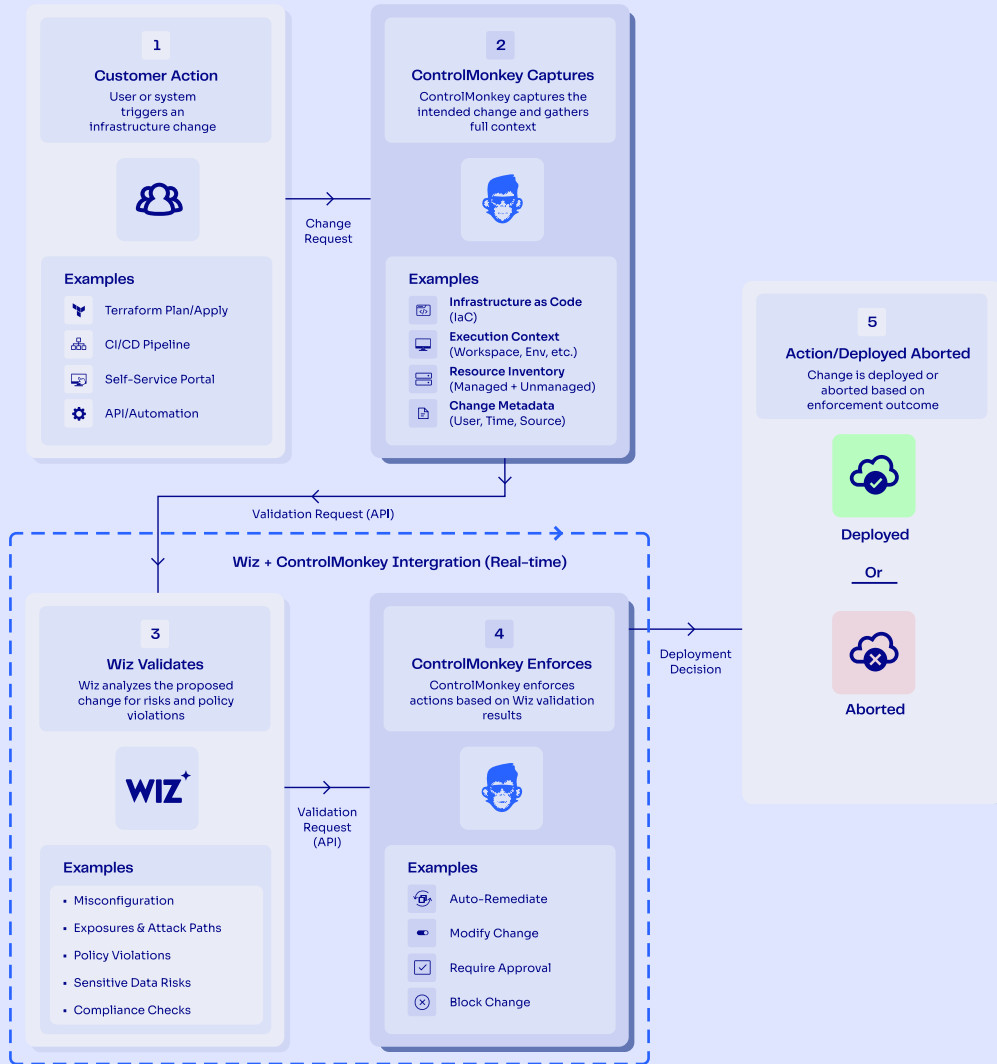 1
Customer Action
User or system
triggers an
infrastructure change
Examples
Terraform Plan/Apply
CI/CD Pipeline
Self-Service Portal
API/Automation
Change
Request
2
ControlMonkey Captures
ControlMonkey captures the
intended change and gathers
full context
Examples
Infrastructure as Code
(IaC)
Execution Context
(Workspace, Env, etc.)
Resource Inventory
(Managed + Unmanaged)
Change Metadata
(User, Time, Source)
Validation Request (API)
Wiz + ControlMonkey Intergration (Real-time)
3
Wiz Validates
Wiz analyzes the proposed
change for risks and policy
violations
WIZ
Examples
▪ Misconfiguration
▪ Exposures & Attack Paths
▪ Policy Violations
▪ Sensitive Data Risks
▪ Compliance Checks
Validation
Request
(API)
4
ControlMonkey Enforces
ControlMonkey enforces
actions based on Wiz validation
results
Examples
Auto-Remediate
Modify Change
Require Approval
Block Change
Deployment
Decision
5
Action/Deployed Aborted
Change is deployed or
aborted based on
enforcement outcome
Deployed
Or
Aborted